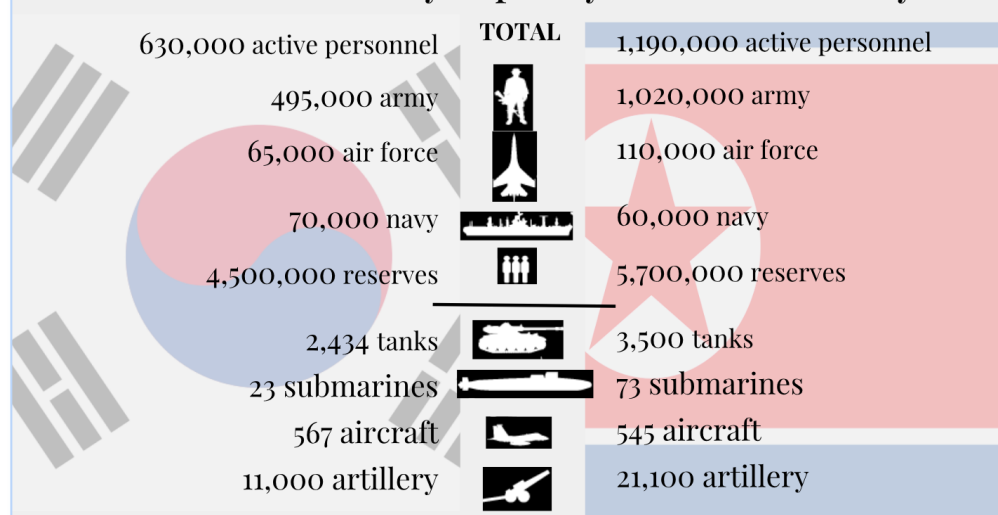 TOTAL
630,000 active personnel 1,190,000 active personnel
495,000 army 1,020,000 army
65,000 air force 110,000 air force
70,000 navy 60,000 navy
4,500,000 reserves 5,700,000 reserves
2,434 tanks 3,500 tanks
23 submarines 73 submarines
567 aircraft 545 aircraft
11,000 artillery 21,100 artillery